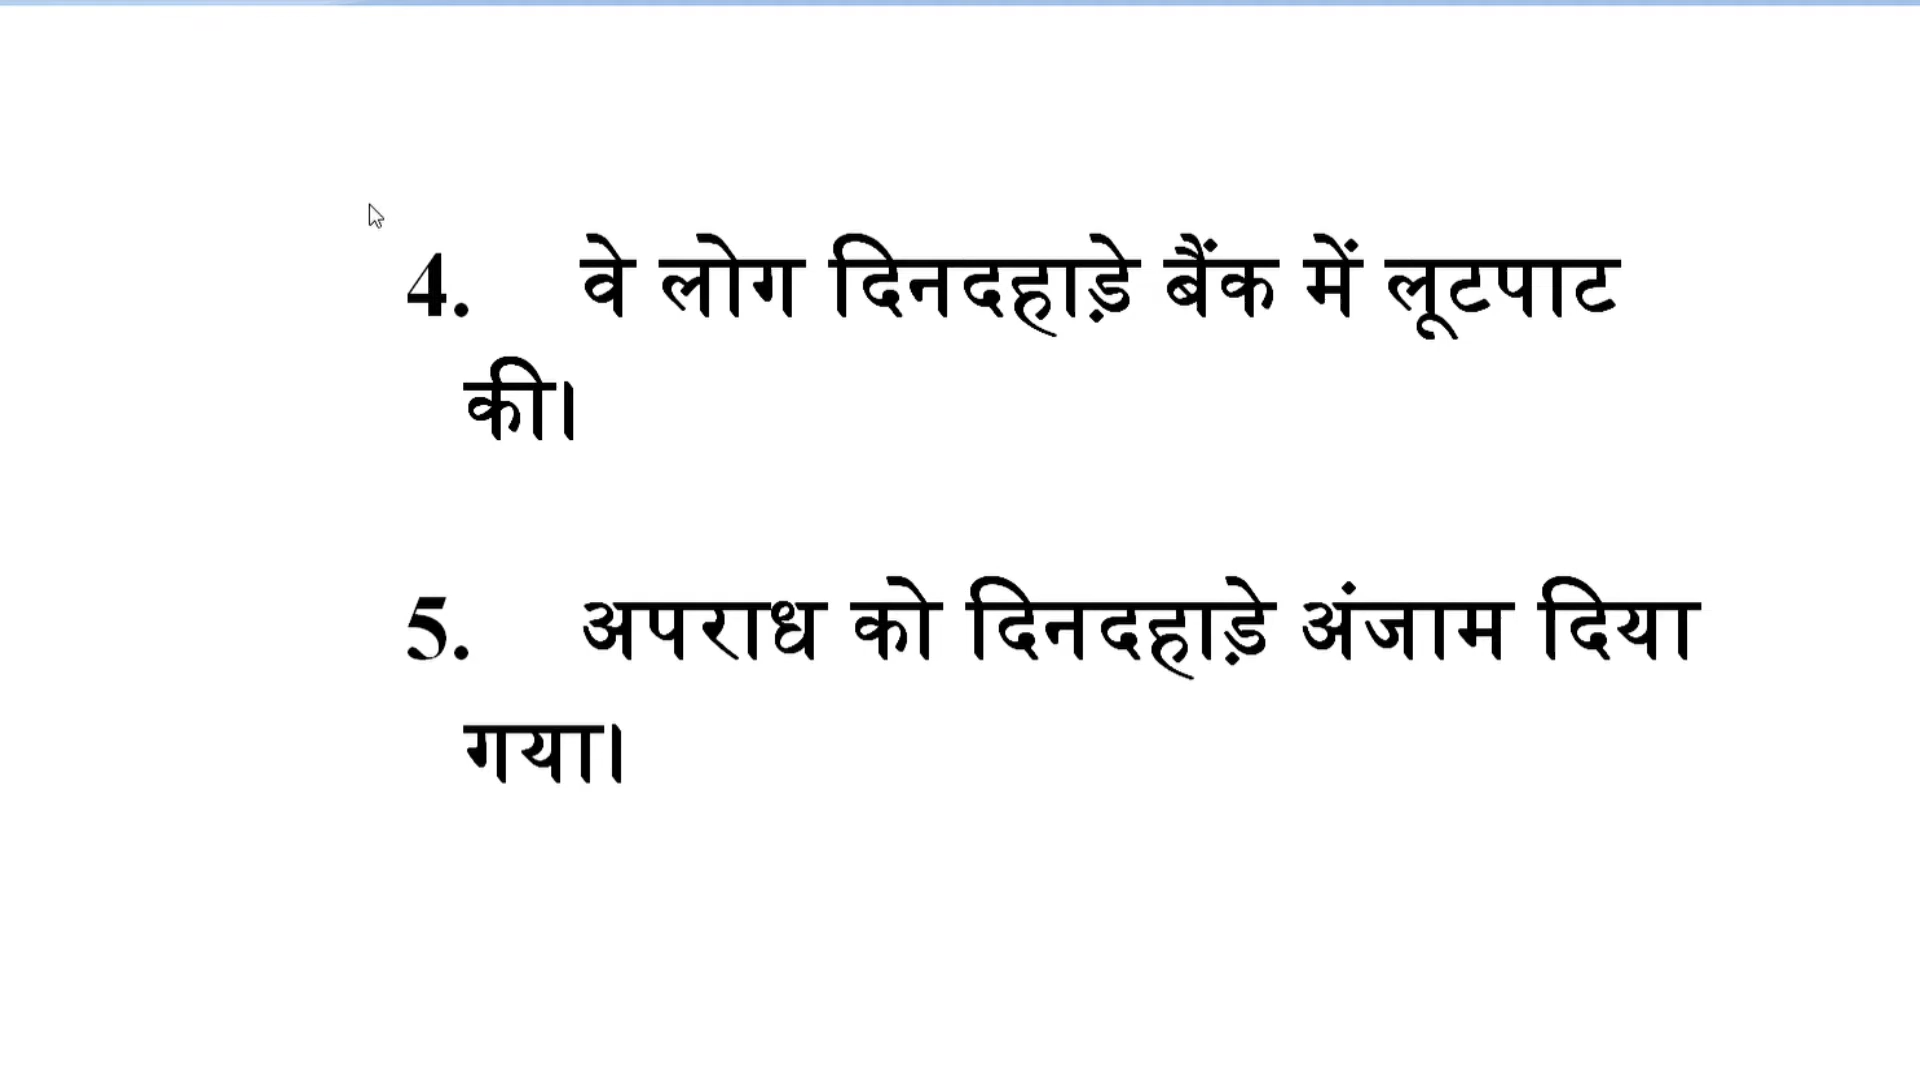 4. वे लोग दिनदहाड़े बैंक में लूटपाट
की।
5. अपराध को दिनदहाड़े अंजाम दिया
गया।